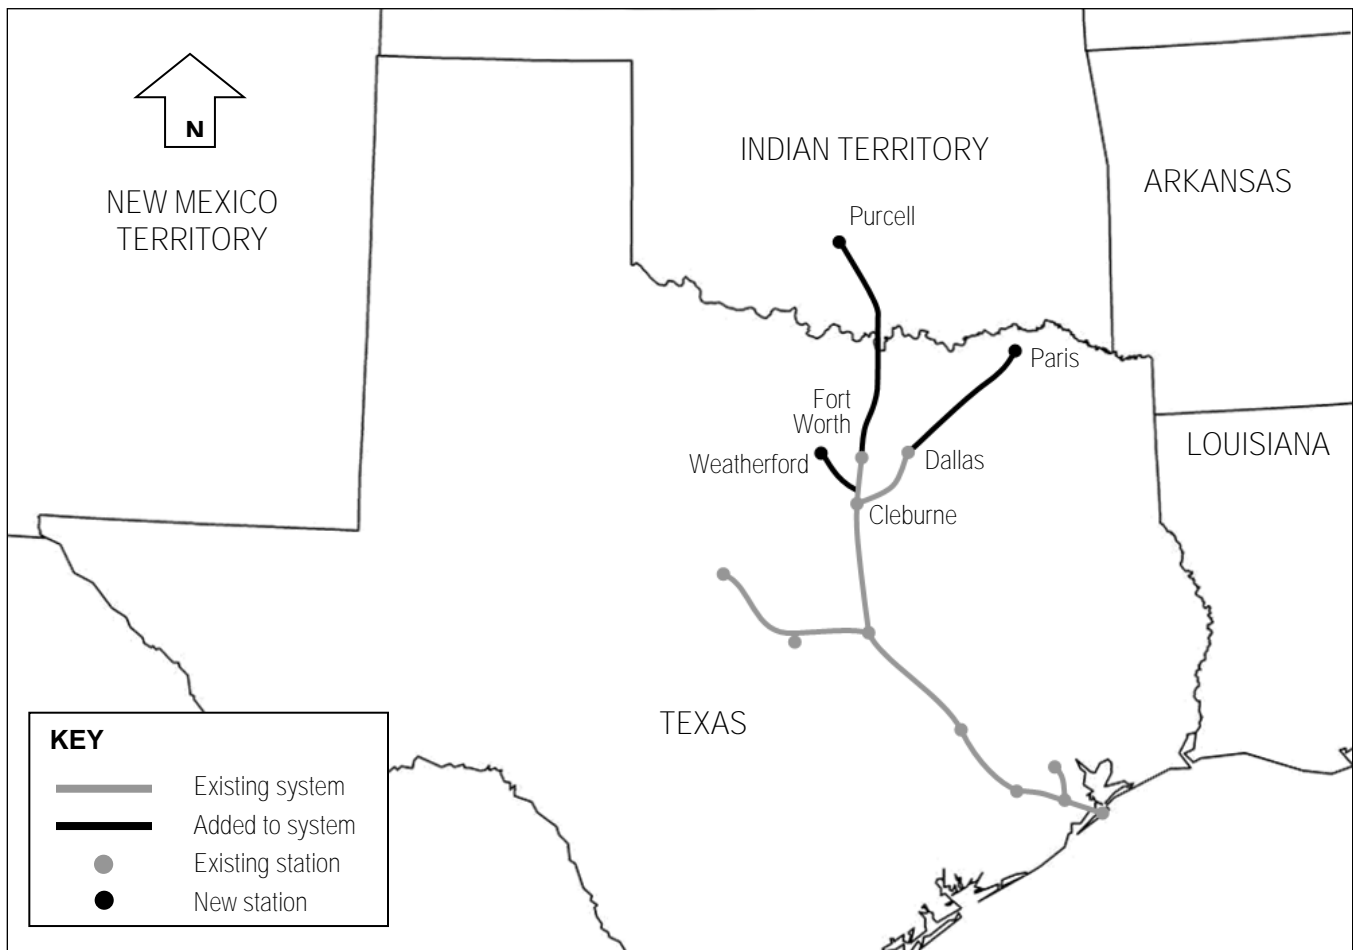 N
INDIAN TERRITORY
ARKANSAS
NEW MEXICO
TERRITORY
Purcell
Paris
Fort
Worth
LOUISIANA
Weatherford
Dallas
Cleburne
TEXAS
KEY
Existing system
Added to system
Existing station
New station